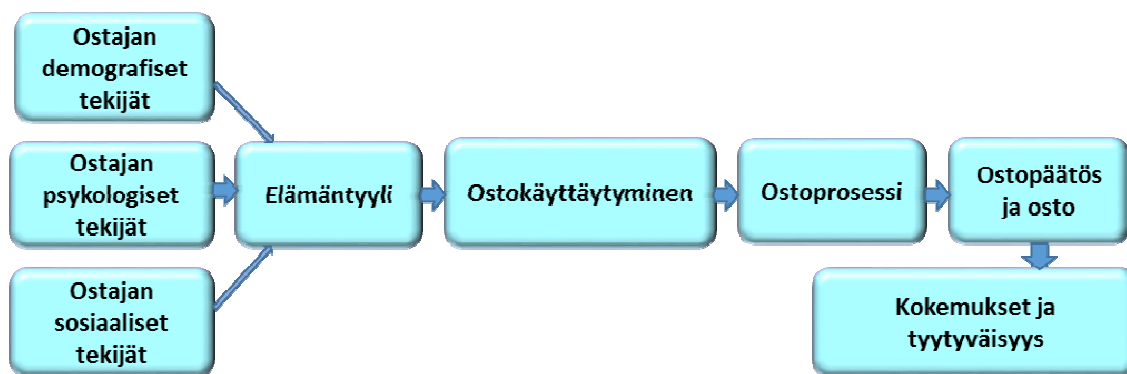 Ostajan
demografiset
tekijät
Ostajan
psykologiset
tekijät
Ostajan
sosiaaliset
tekijät
Elämäntyyli
Ostokäyttäytyminen
Ostoprosessi
Ostopäätös
ja osto
Kokemukset ja
tyytyväisyys